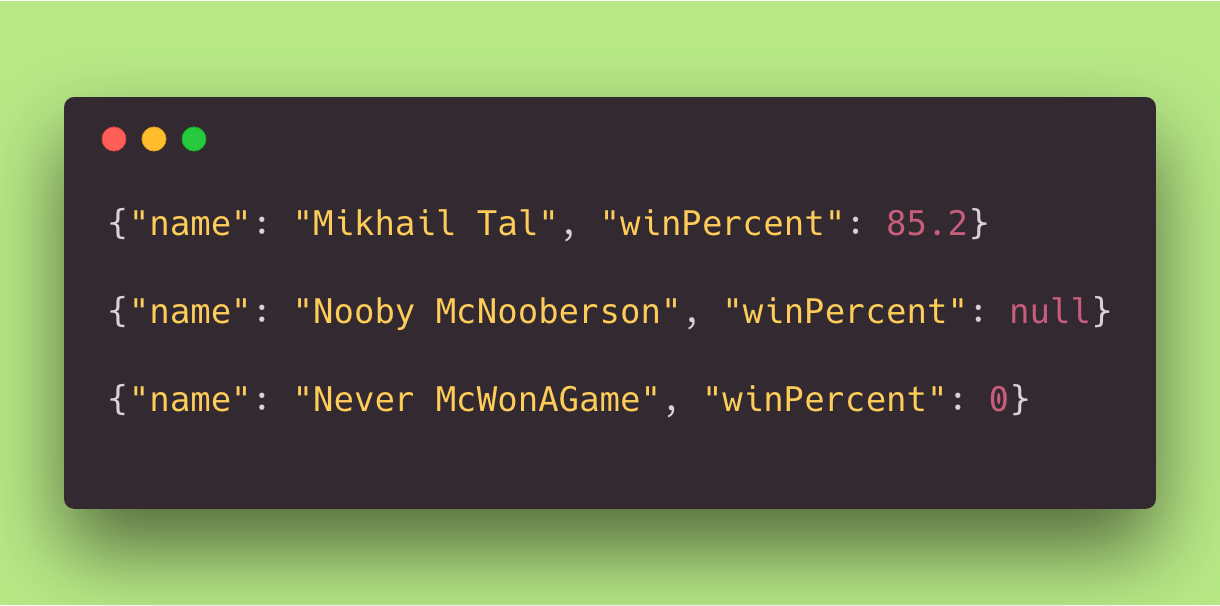 {"name": "Mikhail Tal", "winPercent": 85.2}
{"name": "Nooby McNooberson", "winPercent": null}
{"name": "Never McWonAGame", "winPercent": 0}